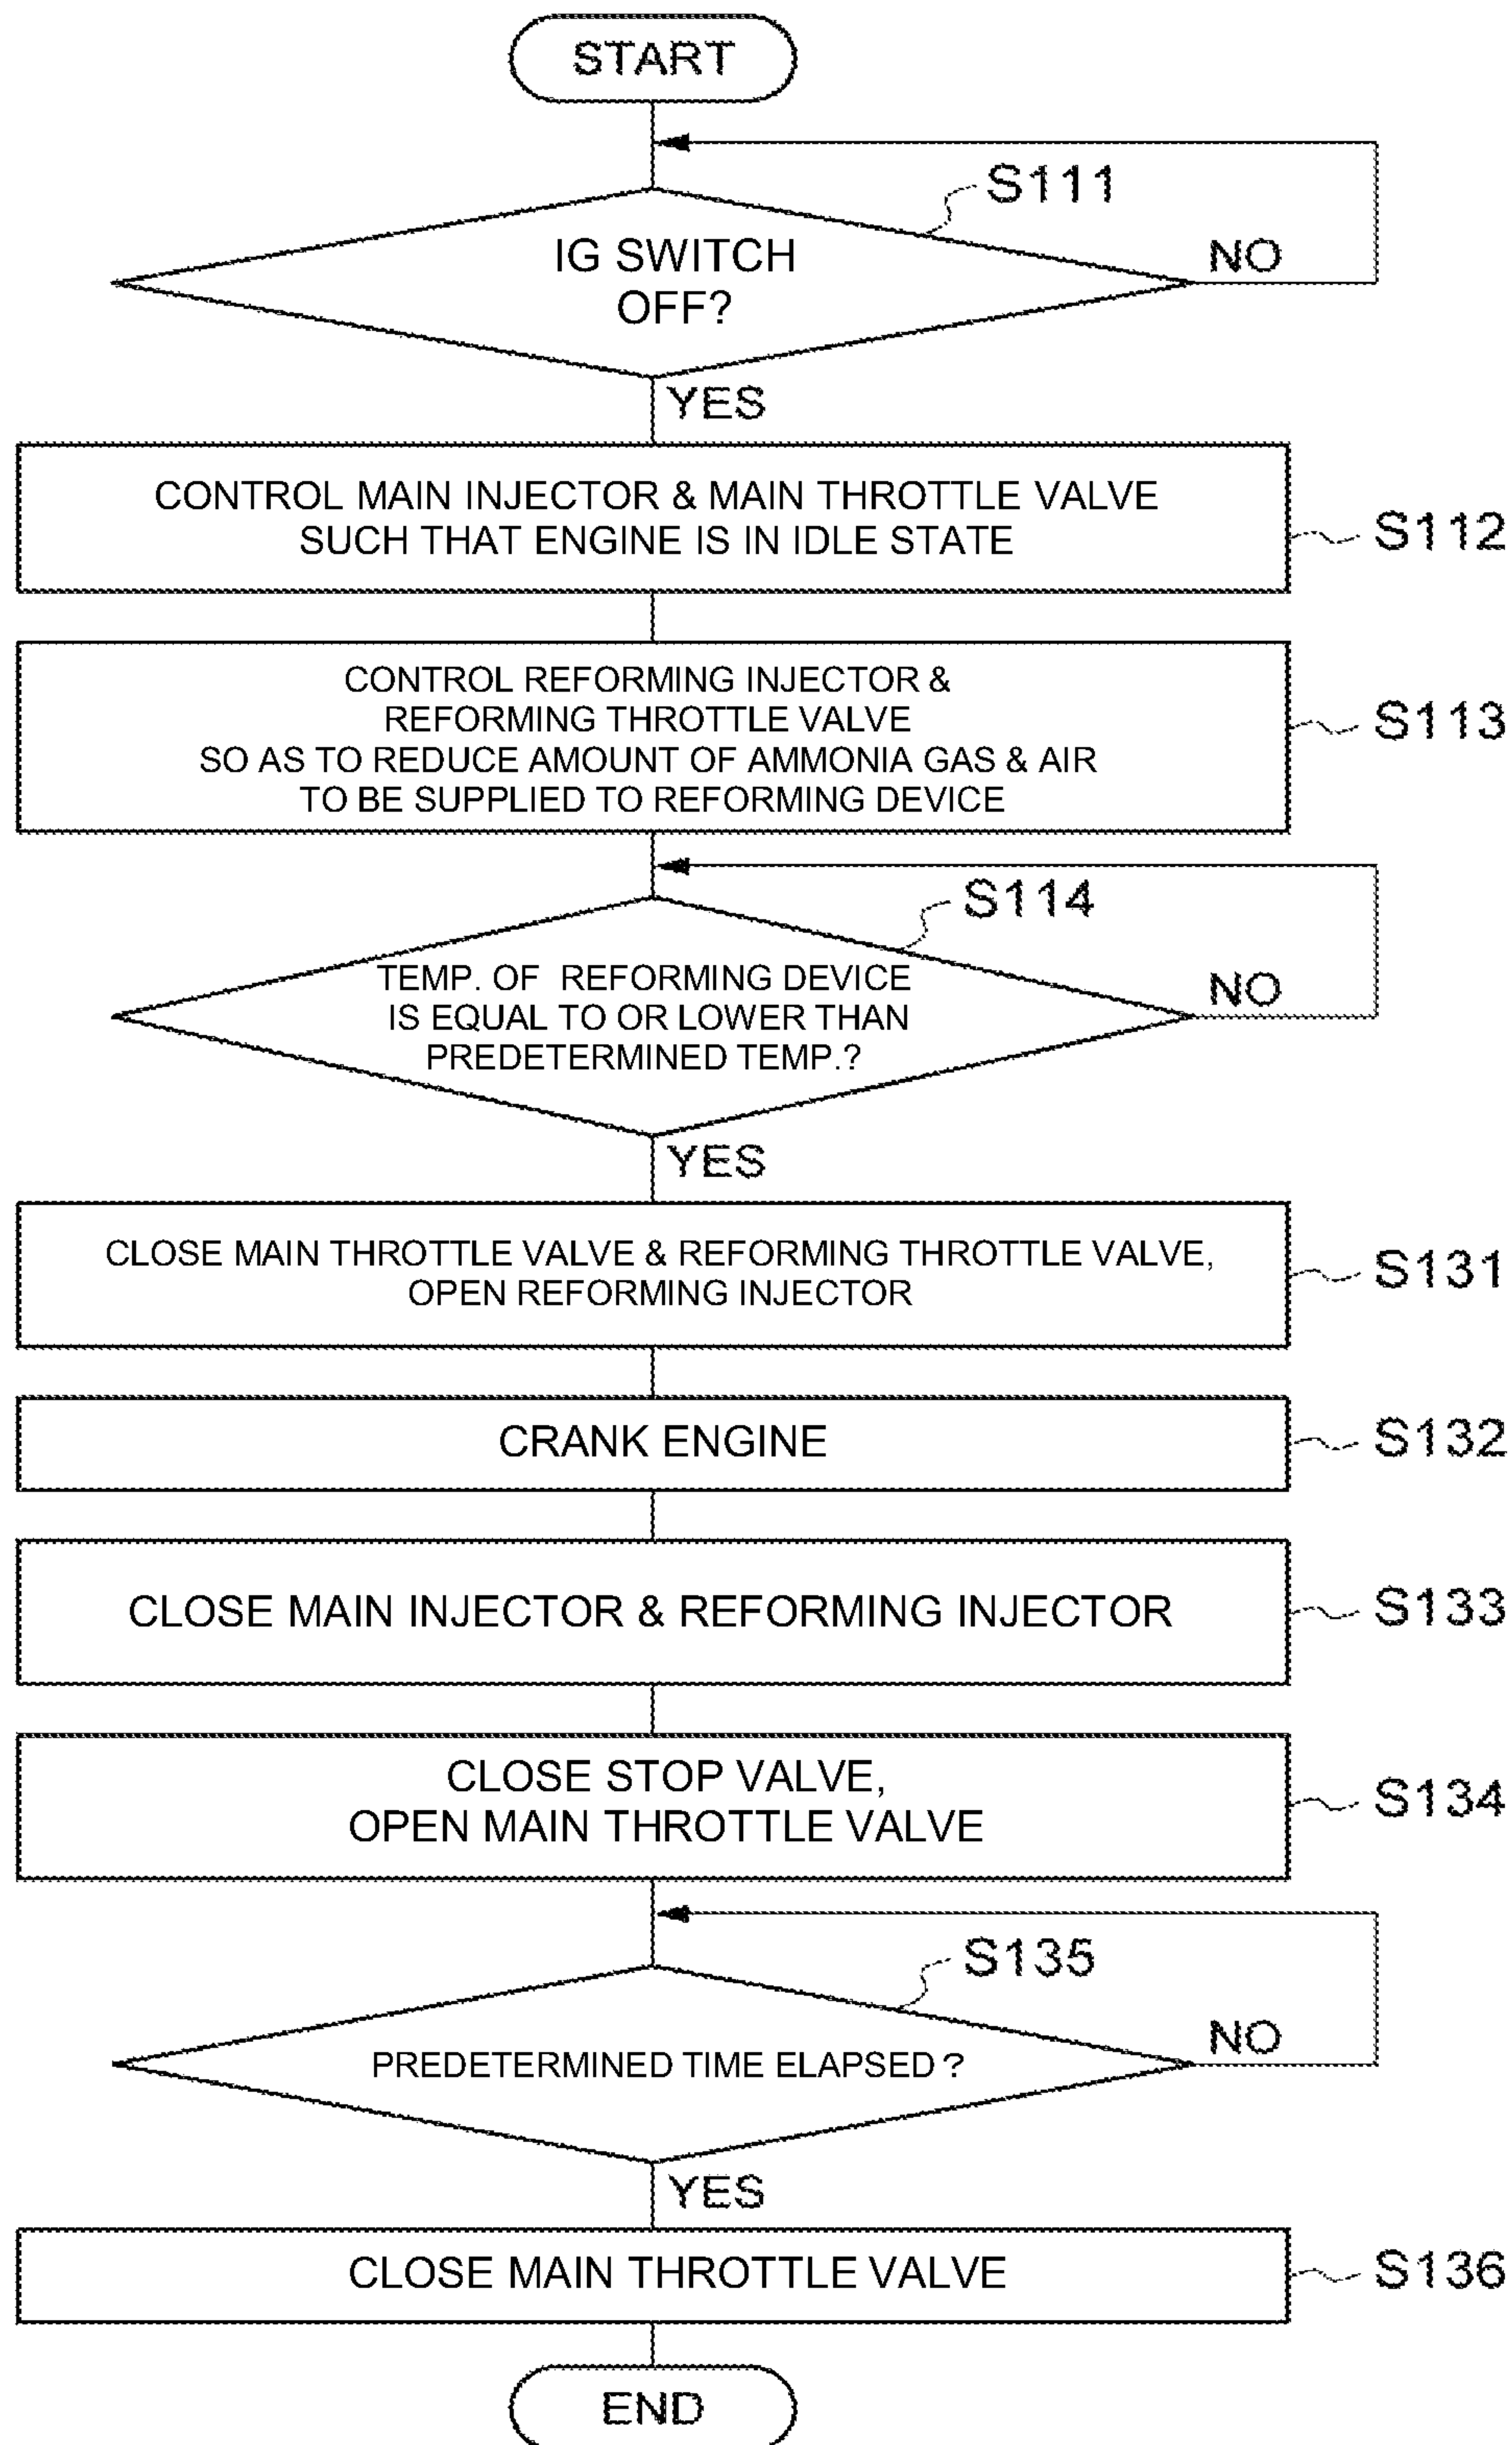 START
S111
IG SWITCH
OFF?
NO
YES
CONTROL MAIN INJECTOR & MAIN THROTTLE VALVE
SUCH THAT ENGINE IS IN IDLE STATE
S112
CONTROL REFORMING INJECTOR &
REFORMING THROTTLE VALVE
SO AS TO REDUCE AMOUNT OF AMMONIA GAS & AIR
TO BE SUPPLIED TO REFORMING DEVICE
S113
S114
TEMP. OF REFORMING DEVICE
IS EQUAL TO OR LOWER THAN
PREDETERMINED TEMP.?
NO
YES
CLOSE MAIN THROTTLE VALVE & REFORMING THROTTLE VALVE,
OPEN REFORMING INJECTOR
S131
CRANK ENGINE
S132
CLOSE MAIN INJECTOR & REFORMING INJECTOR
S133
CLOSE STOP VALVE,
OPEN MAIN THROTTLE VALVE
S134
S135
PREDETERMINED TIME ELAPSED ?
NO
YES
CLOSE MAIN THROTTLE VALVE
S136
END